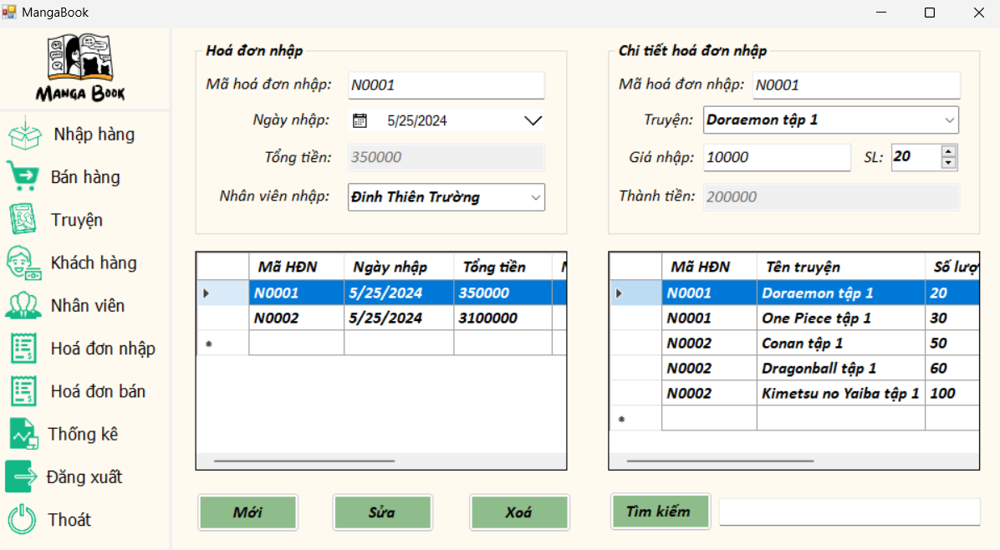 MangaBook
MANGA BOOK
Nhập hàng
Bán hàng
Truyện
Khách hàng
Nhân viên
Hoá đơn nhập
Hoá đơn bán
Thống kê
Đăng xuất
Thoát
Hoá đơn nhập
Mã hoá đơn nhập: N0001
Ngày nhập: 5/25/2024
Tổng tiền: 350000
Nhân viên nhập: Đinh Thiên Trường
Chi tiết hoá đơn nhập
Mã hoá đơn nhập: N0001
Truyện: Doraemon tập 1
Giá nhập: 10000 SL: 20
Thành tiền: 200000
Mã HĐN Ngày nhập Tổng tiền
N0001 5/25/2024 350000
N0002 5/25/2024 3100000
Mã HĐN Tên truyện Số lượ
N0001 Doraemon tập 1 20
N0001 One Piece tập 1 30
N0002 Conan tập 1 50
N0002 Dragonball tập 1 60
N0002 Kimetsu no Yaiba tập 1 100
Mới Sửa Xoá Tìm kiếm